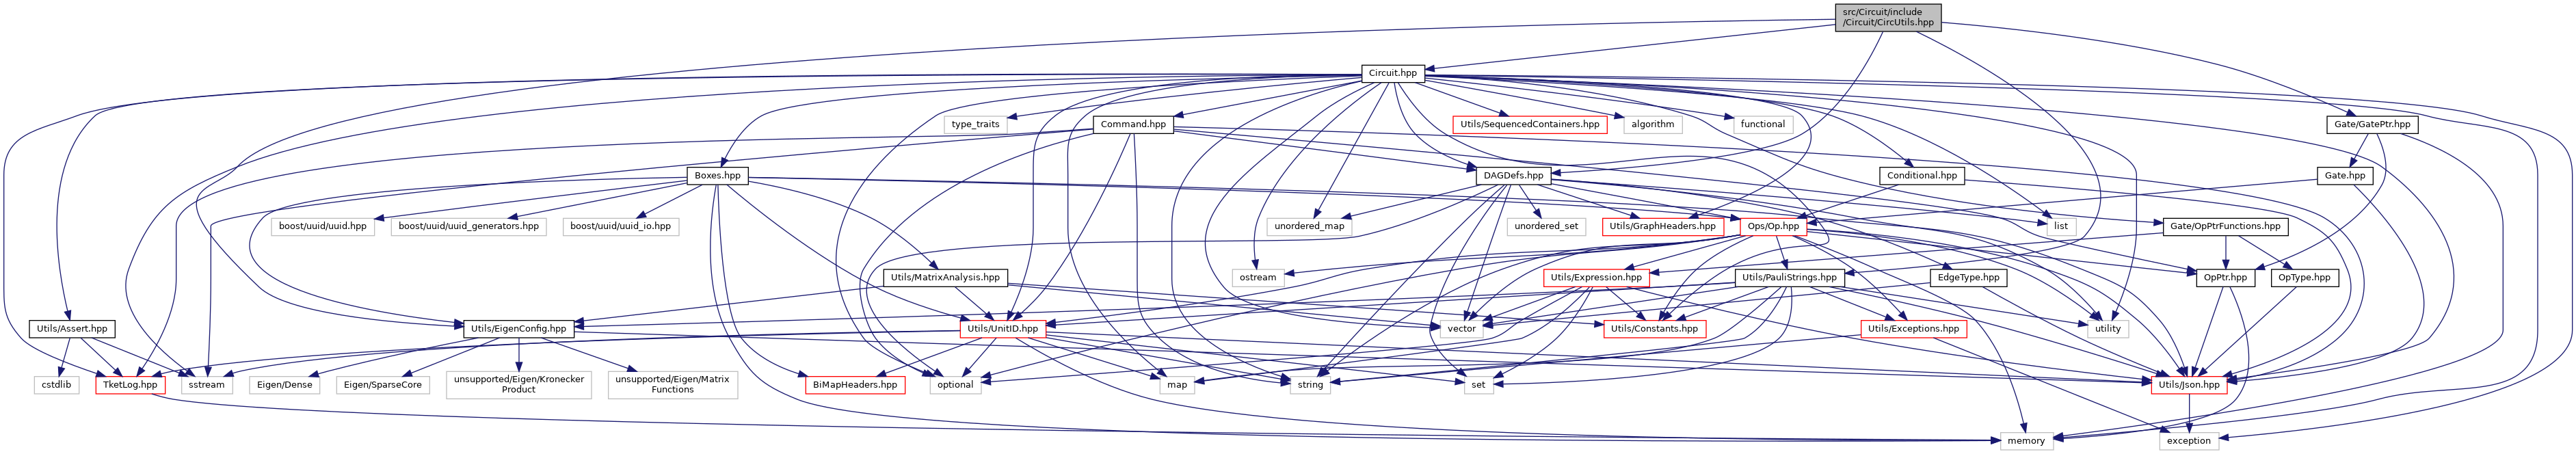 src/Circuit/include
/Circuit/CircUtils.hpp
Circuit.hpp
type_traits
Command.hpp
Utils/SequencedContainers.hpp
algorithm
functional
Gate/GatePtr.hpp
Boxes.hpp
DAGDefs.hpp
Conditional.hpp
Gate.hpp
boost/uuid/uuid.hpp
boost/uuid/uuid_generators.hpp
boost/uuid/uuid_io.hpp
unordered_map
unordered_set
Utils/GraphHeaders.hpp
Ops/Op.hpp
list
Gate/OpPtrFunctions.hpp
Utils/MatrixAnalysis.hpp
ostream
Utils/Expression.hpp
Utils/PauliStrings.hpp
EdgeType.hpp
OpPtr.hpp
OpType.hpp
Utils/Assert.hpp
Utils/EigenConfig.hpp
Utils/UnitID.hpp
vector
Utils/Constants.hpp
Utils/Exceptions.hpp
utility
cstdlib
TketLog.hpp
sstream
Eigen/Dense
Eigen/SparseCore
unsupported/Eigen/Kronecker
Product
unsupported/Eigen/Matrix
Functions
BiMapHeaders.hpp
optional
map
string
set
Utils/Json.hpp
memory
exception